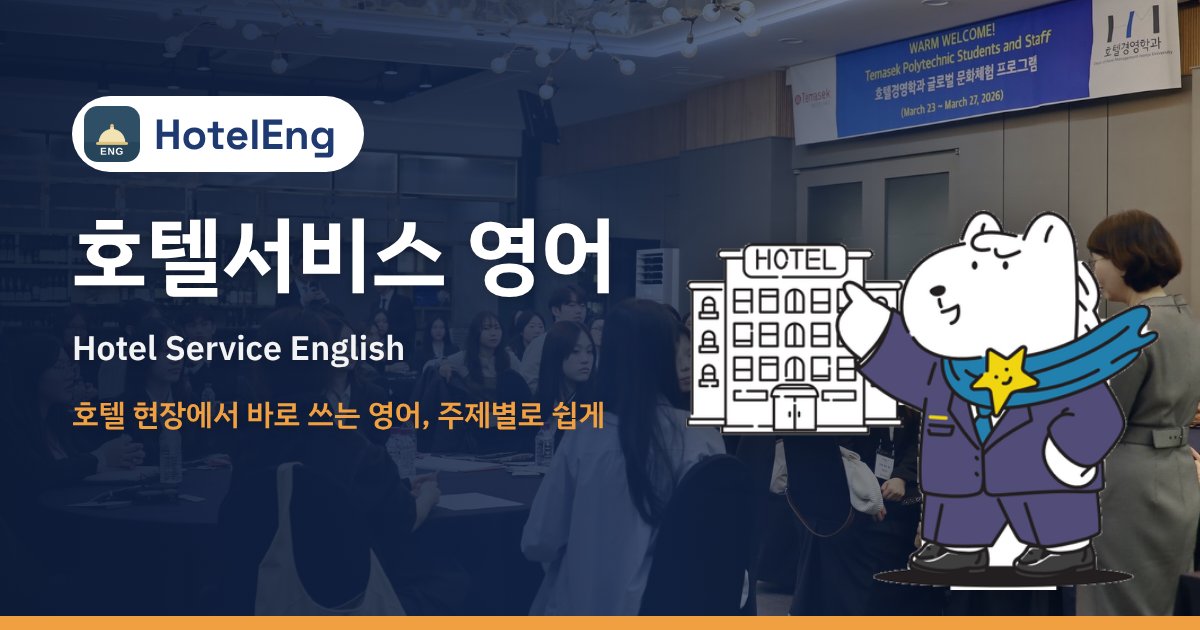 ENG
HotelEng
호텔서비스 영어
Hotel Service English
호텔 현장에서 바로 쓰는 영어, 주제별로 쉽게
WARM WELCOME!
Temasek Polytechnic Students and Staff
호텔경영학과 글로벌 문화체험 프로그램
(March 23 ~ March 27, 2026)
Temasek
HM
호텔경영학과
HOTEL